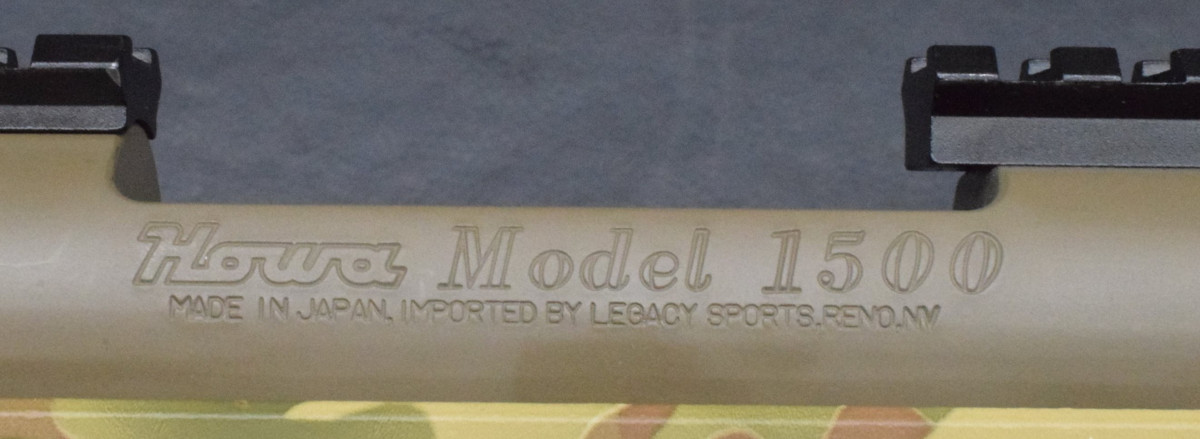 Howa Model 1500
MADE IN JAPAN. IMPORTED BY LEGACY SPORTS.RENO.NV